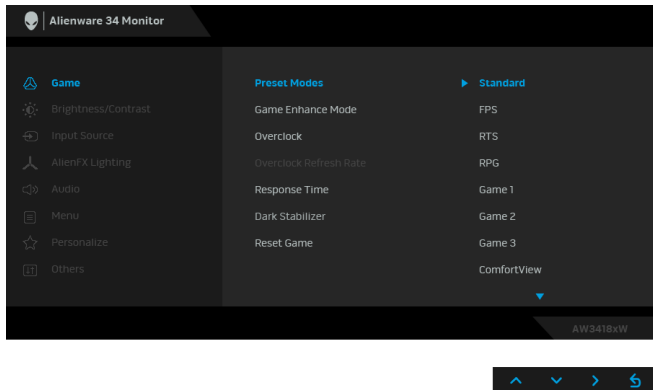 Alienware 34 Monitor
Game Preset Modes Standard
Brightness/Contrast Game Enhance Mode FPS
Input Source Overclock RTS
AlienFX Lighting Overclock Refresh Rate RPG
Audio Response Time Game 1
Menu Dark Stabilizer Game 2
Personalize Reset Game Game 3
Others ComfortView
AW3418xW